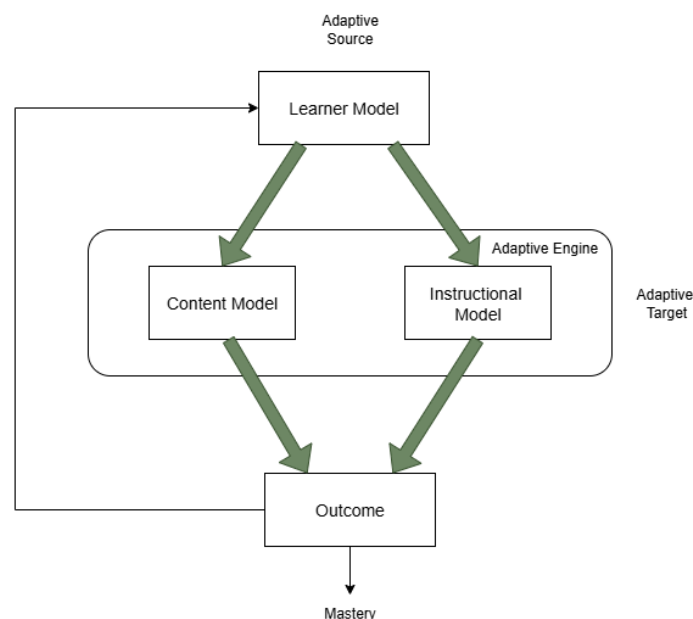 Adaptive
Source
Learner Model
Adaptive Engine
Content Model
Instructional
Model
Adaptive
Target
Outcome
Mastery